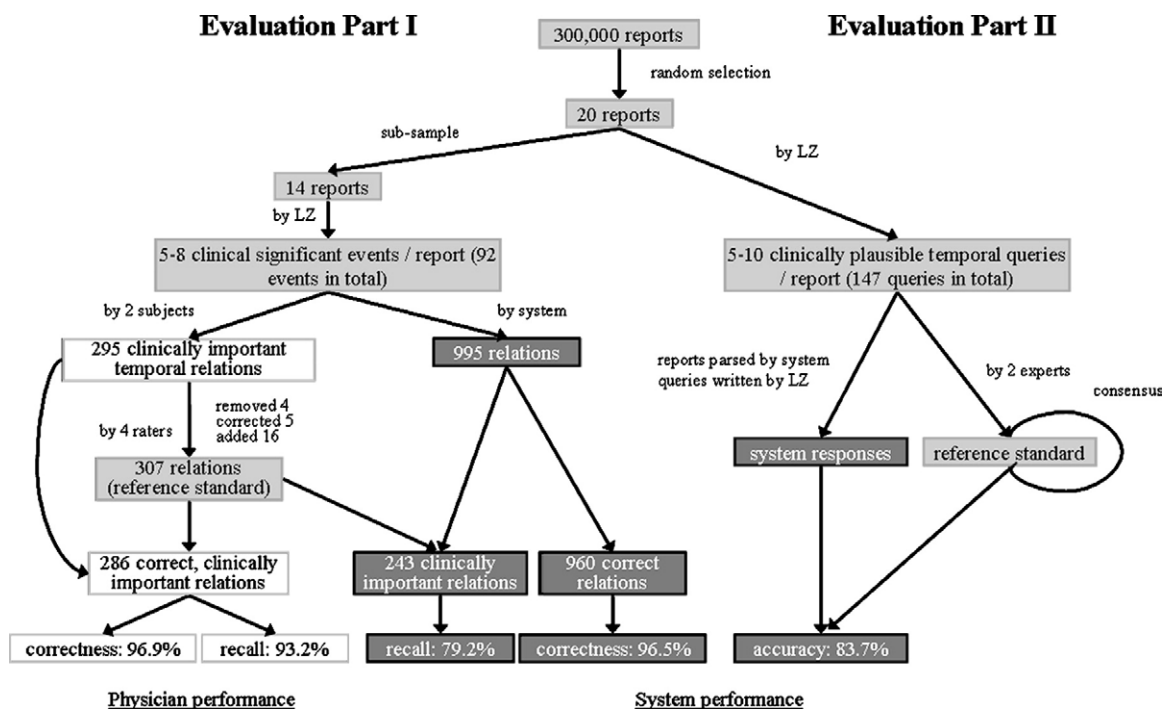 Evaluation Part I
Evaluation Part II
300,000 reports
random selection
20 reports
sub-sample
by LZ
14 reports
by LZ
5-8 clinical significant events / report (92
events in total)
5-10 clinically plausible temporal queries
/ report (147 queries in total)
by 2 subjects
by system
295 clinically important
temporal relations
995 relations
reports parsed by system
queries written by LZ
by 2 experts
consensus
removed 4
corrected 5
added 16
by 4 raters
307 relations
(reference standard)
system responses
reference standard
286 correct, clinically
important relations
243 clinically
important relations
960 correct
relations
correctness: 96.9%
recall: 93.2%
recall: 79.2%
correctness: 96.5%
accuracy: 83.7%
Physician performance
System performance